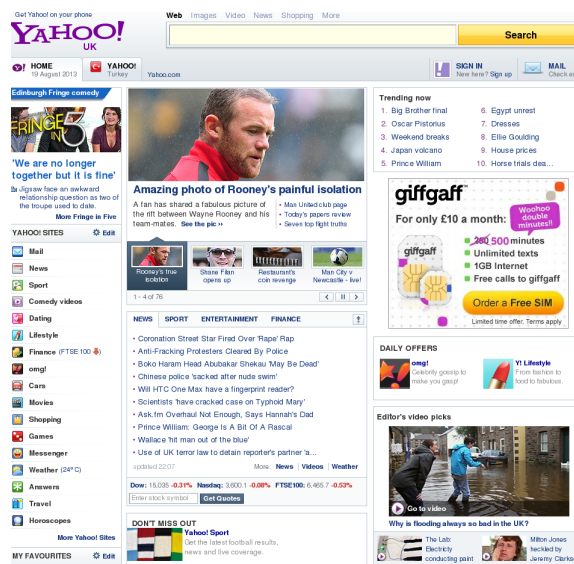 Get Yahoo! on your phone
YAHOO!
UK
Web Images Video News Shopping More
Search
HOME
19 August 2013
YAHOO!
Turkey
Yahoo.com
SIGN IN
New here? Sign up
MAIL
Edinburgh Fringe comedy
FRINGE
IN
'We are no longer
together but it is fine'
Jigsaw face an awkward
relationship question as two of
the troupe used to date.
More Fringe in Five
YAHOO! SITES
Edit
Mail
News
Sport
Comedy videos
Dating
Lifestyle
Finance (FTSE 100)
omg!
Cars
Movies
Shopping
Games
Messenger
Weather (24°C)
Answers
Travel
Horoscopes
More Yahoo! Sites
MY FAVOURITES
Edit
Amazing photo of Rooney's painful isolation
A fan has shared a fabulous picture of
the rift between Wayne Rooney and his
team-mates. See the pic ››
• Man United club page
• Today's papers review
• Seven top flight truths
Rooney's true
isolation
Shane Filan
opens up
Restaurant's
coin revenge
Man City v
Newcastle - live!
1 - 4 of 76
NEWS SPORT ENTERTAINMENT FINANCE
• Coronation Street Star Fired Over 'Rape' Rap
• Anti-Fracking Protesters Cleared By Police
• Boko Haram Head Abubakar Shekau 'May Be Dead'
• Chinese police 'sacked after nude swim'
• Will HTC One Max have a fingerprint reader?
• Scientists 'have cracked case on Typhoid Mary'
• Ask.fm Overhaul Not Enough, Says Hannah's Dad
• Prince William: George Is A Bit Of A Rascal
• Wallace 'hit man out of the blue'
• Use of UK terror law to detain reporter's partner 'a...
updated 22:07
More: News | Videos | Weather
Dow: 15,035 -0.31% Nasdaq: 3,600.1 -0.08% FTSE100: 6,465.7 -0.53%
Enter stock symbol
Get Quotes
DON'T MISS OUT
Yahoo! Sport
Get the latest football results,
news and live coverage.
Trending now
1. Big Brother final
2. Oscar Pistorius
3. Weekend breaks
4. Japan volcano
5. Prince William
6. Egypt unrest
7. Dresses
8. Ellie Goulding
9. House prices
10. Horse trials dea...
giffgaff
For only £10 a month:
Woohoo
double
minutes!!
250 500 minutes
Unlimited texts
1GB Internet
Free calls to giffgaff
Order a Free SIM
Limited time offer. Terms apply
DAILY OFFERS
omg!
Celebrity gossip to
make you gasp!
Y! Lifestyle
From fashion to
food to fabulous.
Editor's video picks
Go to video
Why is flooding always so bad in the UK?
The Lab:
Electricity
conducting paint
Milton Jones
heckled by
Jeremy Clarks